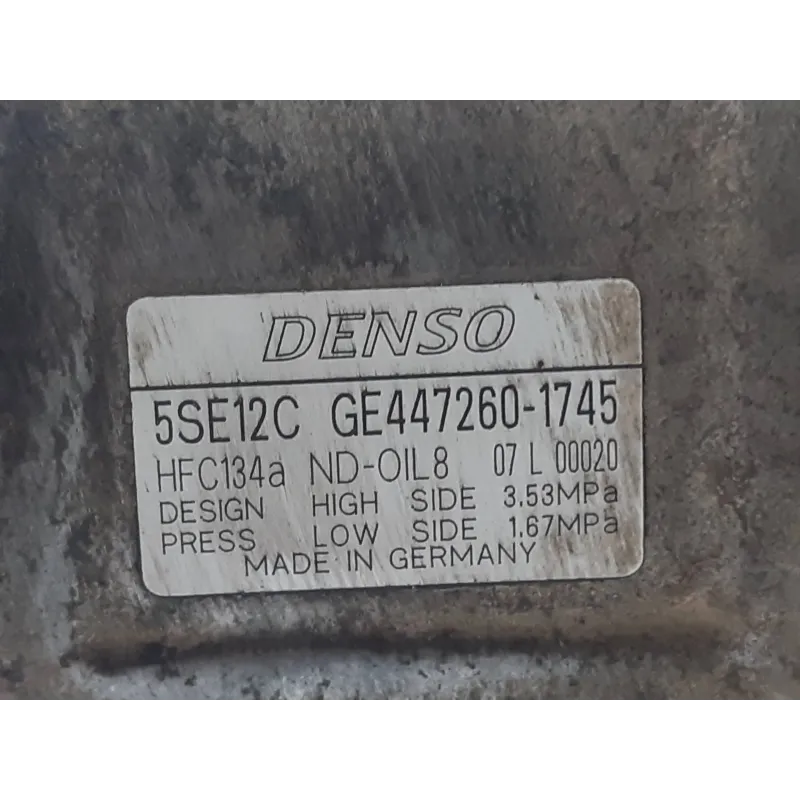 DENSO
5SE12C GE447260-1745
HFC134a ND-OIL8 07 L 00020
DESIGN HIGH SIDE 3.53MPa
PRESS LOW SIDE 1.67MPa
MADE IN GERMANY